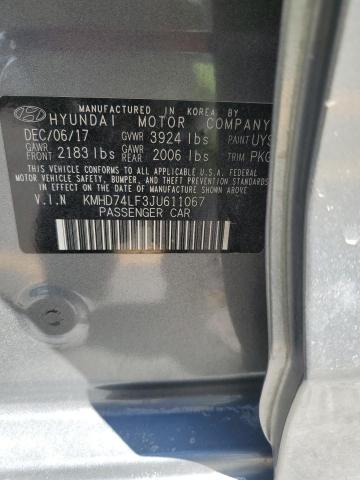 MANUFACTURED IN KOREA BY
HYUNDAI MOTOR COMPANY
DEC/06/17 GVWR 3924 lbs PAINT UYS
GAWR FRONT 2183 lbs GAWR REAR 2006 lbs TRIM PKG
THIS VEHICLE CONFORMS TO ALL APPLICABLE U.S.A FEDERAL
MOTOR VEHICLE SAFETY, BUMPER, AND THEFT PREVENTION STANDARDS
IN EFFECT ON THE DATE OF MANUFACTURE SHOWN ABOVE.
V.I.N KMHD74LF3JU611067
PASSENGER CAR